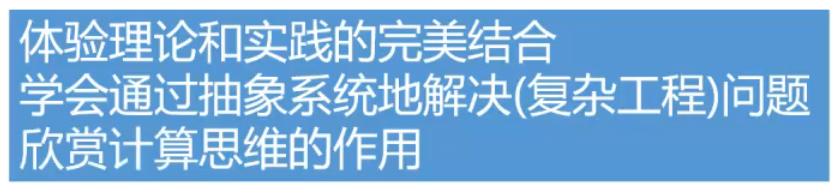 体验理论和实践的完美结合
学会通过抽象系统地解决(复杂工程)问题
欣赏计算思维的作用